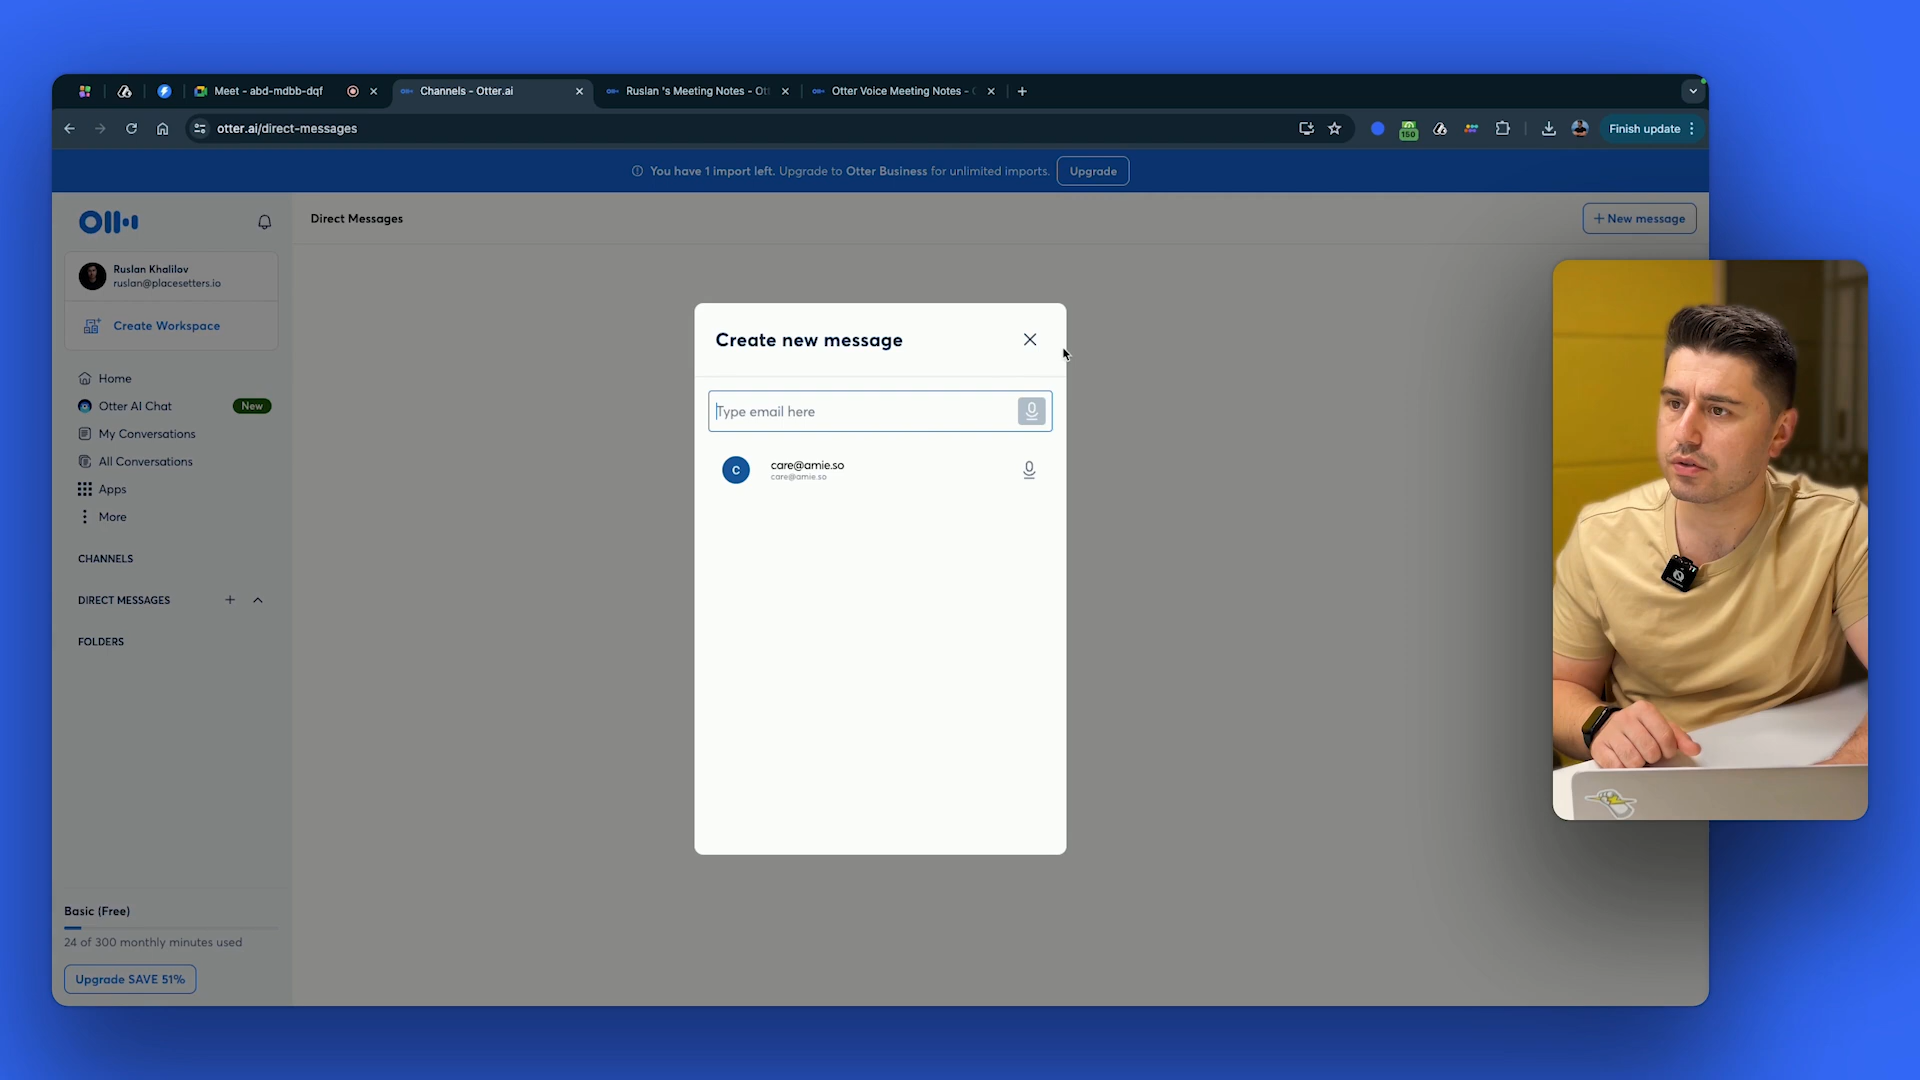 Meet - abd-mdbb-dqf
Channels - Otter.ai
Ruslan 's Meeting Notes - Ot
Otter Voice Meeting Notes -
otter.ai/direct-messages
150
Finish update
You have 1 import left. Upgrade to Otter Business for unlimited imports.
Upgrade
Direct Messages
+ New message
Ruslan Khalilov
ruslan@placesetters.io
Create Workspace
Home
Otter AI Chat
New
My Conversations
All Conversations
Apps
More
CHANNELS
DIRECT MESSAGES
FOLDERS
Create new message
Type email here
C
care@amie.so
care@amie.so
Basic (Free)
24 of 300 monthly minutes used
Upgrade SAVE 51%